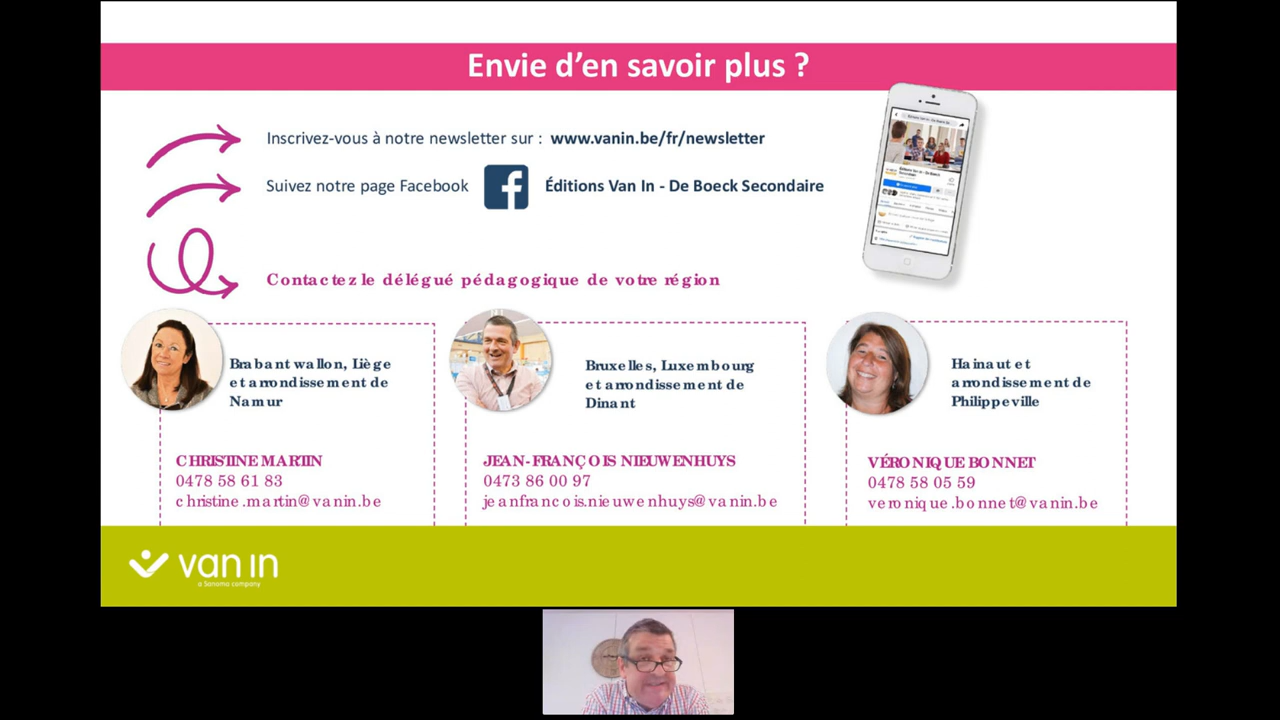 Envie d’en savoir plus ?
Inscrivez-vous à notre newsletter sur : www.vanin.be/fr/newsletter
Suivez notre page Facebook
Éditions Van In - De Boeck Secondaire
Contactez le délégué pédagogique de votre région
Brabant wallon, Liège
et arrondissement de
Namur
CHRISTINE MARTIN
0478 58 61 83
christine.martin@vanin.be
Bruxelles, Luxembourg
et arrondissement de
Dinant
JEAN-FRANÇOIS NIEUWENHUYS
0473 86 00 97
jeanfrancois.nieuwenhuys@vanin.be
Hainaut et
arrondissement de
Philippeville
VÉRONIQUE BONNET
0478 58 05 59
veronique.bonnet@vanin.be
van in
a Sanoma company